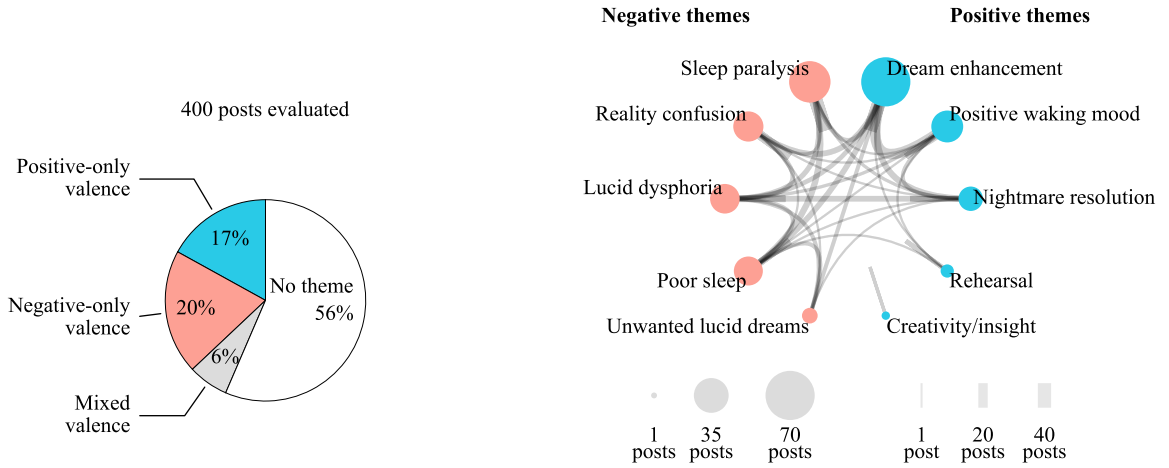 400 posts evaluated
Positive-only
valence
17%
Negative-only
valence
20%
No theme
56%
6%
Mixed
valence
Negative themes
Positive themes
Sleep paralysis
Dream enhancement
Reality confusion
Positive waking mood
Lucid dysphoria
Nightmare resolution
Poor sleep
Rehearsal
Unwanted lucid dreams
Creativity/insight
1
posts
35
posts
70
posts
1
post
20
posts
40
posts